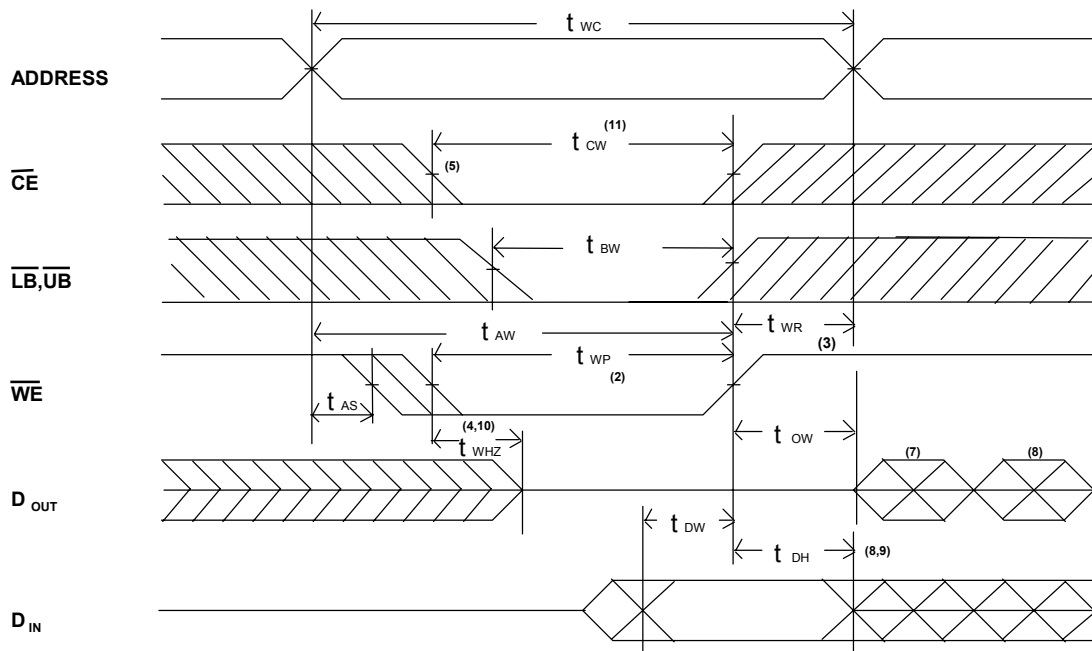 t WC
ADDRESS
t CW (11)
CE (5)
t BW
LB,UB
t AW
t WR
t WP (2)
(3)
WE
t AS
(4,10)
t WHZ
t OW
(7)
(8)
D OUT
t DW
t DH
(8,9)
D IN